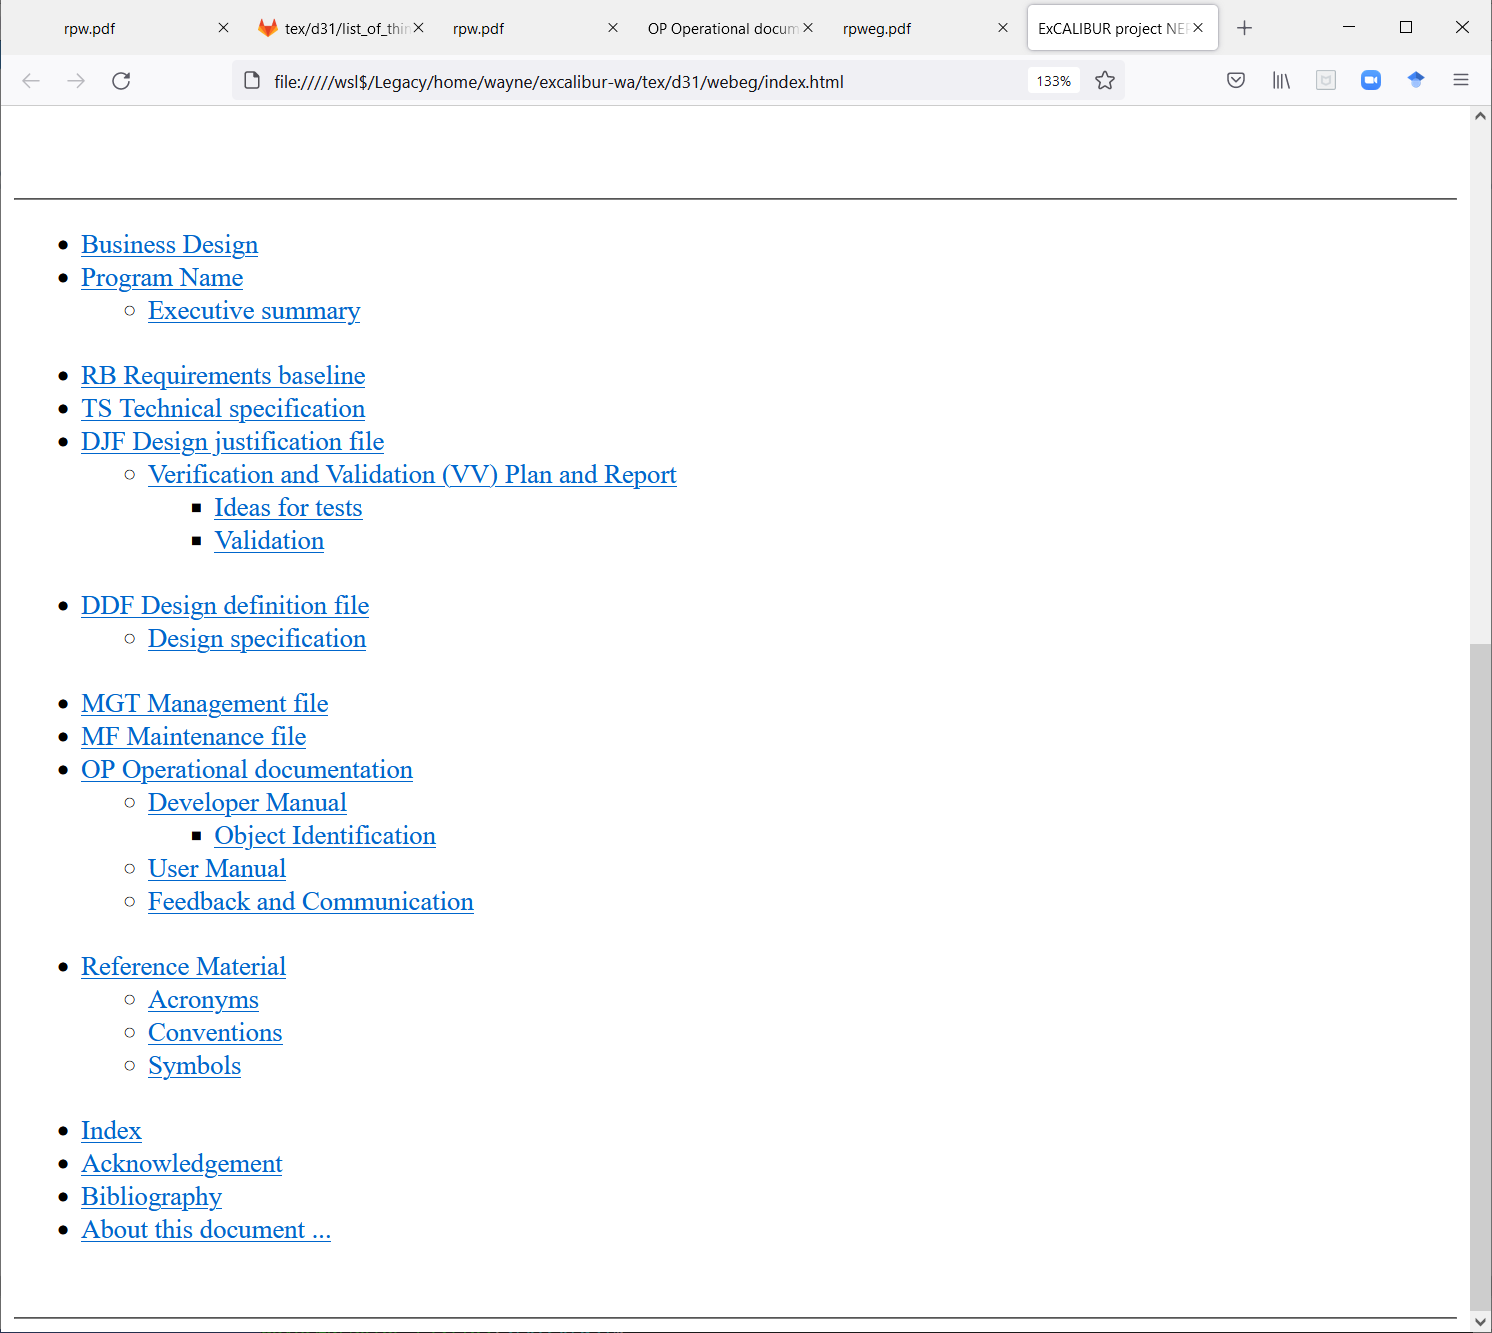 rpw.pdf
tex/d31/list_of_thin
rpw.pdf
OP Operational docum
rpweg.pdf
ExCALIBUR project NEP
file://///wsl$/Legacy/home/wayne/excalibur-wa/tex/d31/webeg/index.html
133%
Business Design
Program Name
Executive summary
RB Requirements baseline
TS Technical specification
DJF Design justification file
Verification and Validation (VV) Plan and Report
Ideas for tests
Validation
DDF Design definition file
Design specification
MGT Management file
MF Maintenance file
OP Operational documentation
Developer Manual
Object Identification
User Manual
Feedback and Communication
Reference Material
Acronyms
Conventions
Symbols
Index
Acknowledgement
Bibliography
About this document ...